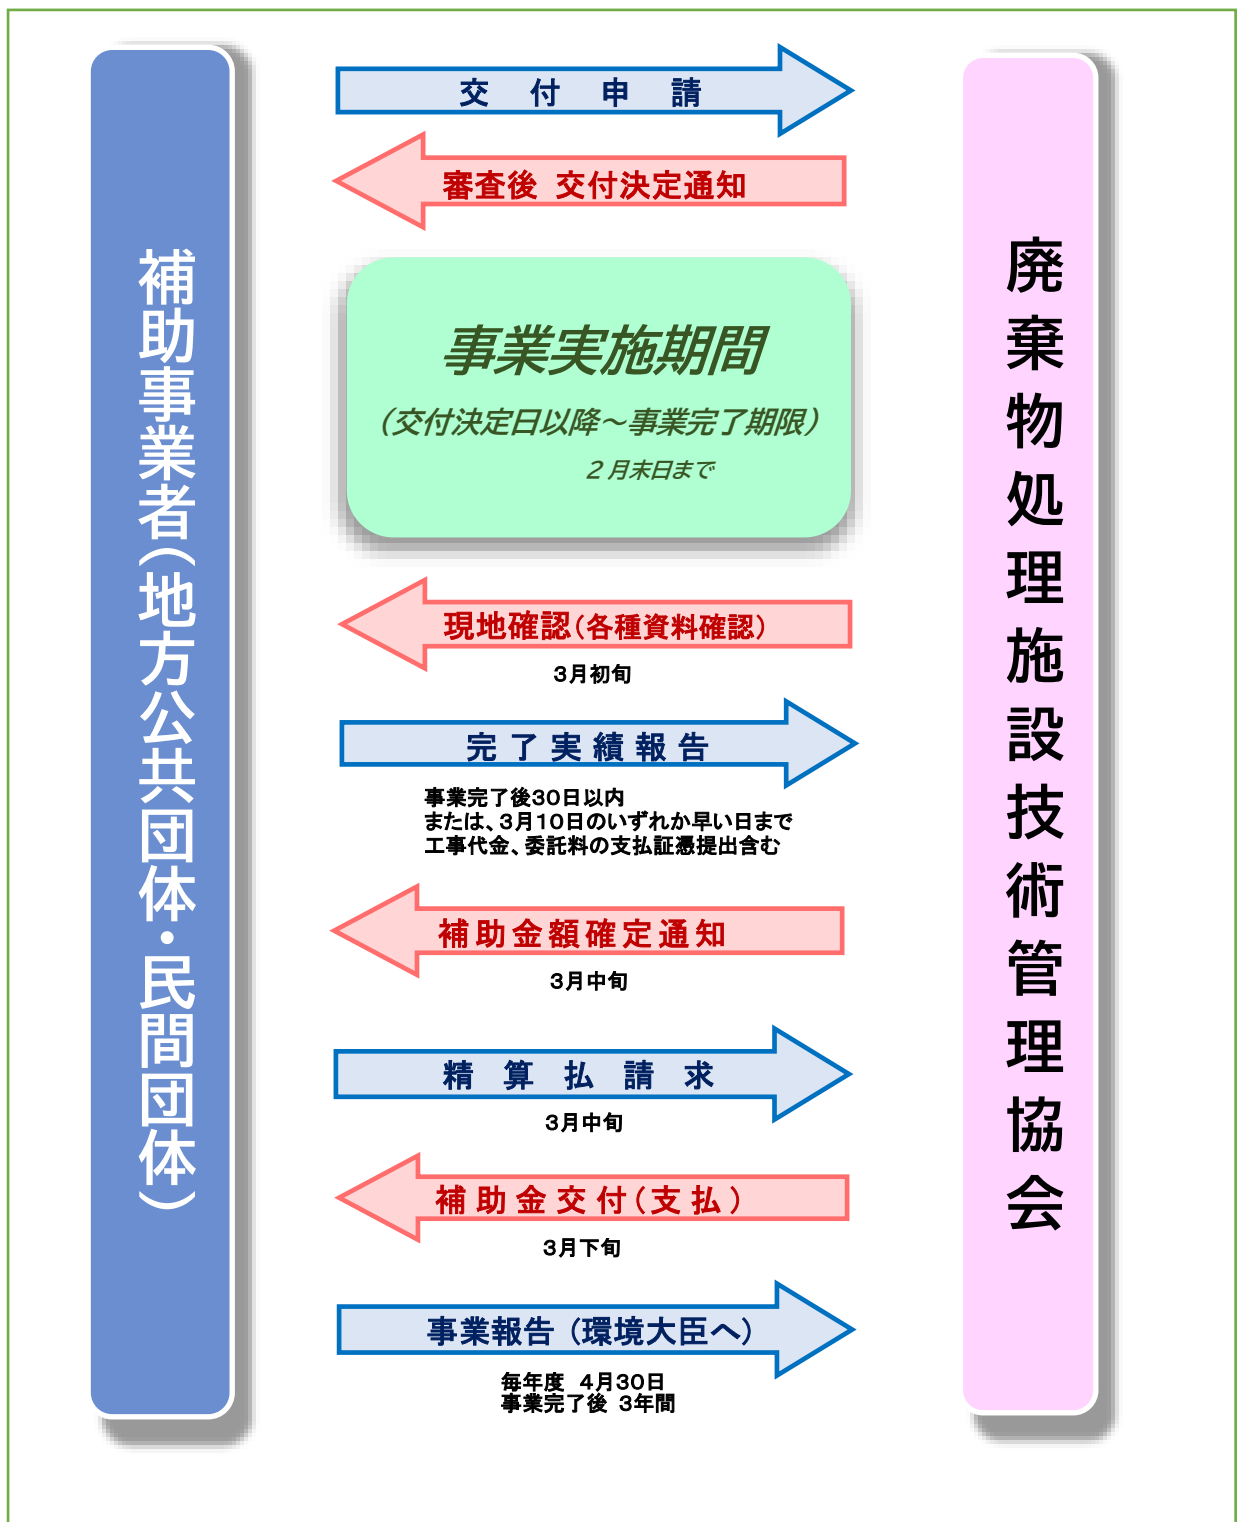 補助事業者(地方公共団体・民間団体)
交付申請
審査後 交付決定通知
事業実施期間
(交付決定日以降～事業完了期限)
2月末日まで
現地確認(各種資料確認)
3月初旬
完了実績報告
事業完了後30日以内
または、3月10日のいずれか早い日まで
工事代金、委託料の支払証憑提出含む
補助金額確定通知
3月中旬
精算払請求
3月中旬
補助金交付(支払)
3月下旬
事業報告(環境大臣へ)
毎年度 4月30日
事業完了後 3年間
廃棄物処理施設技術管理協会